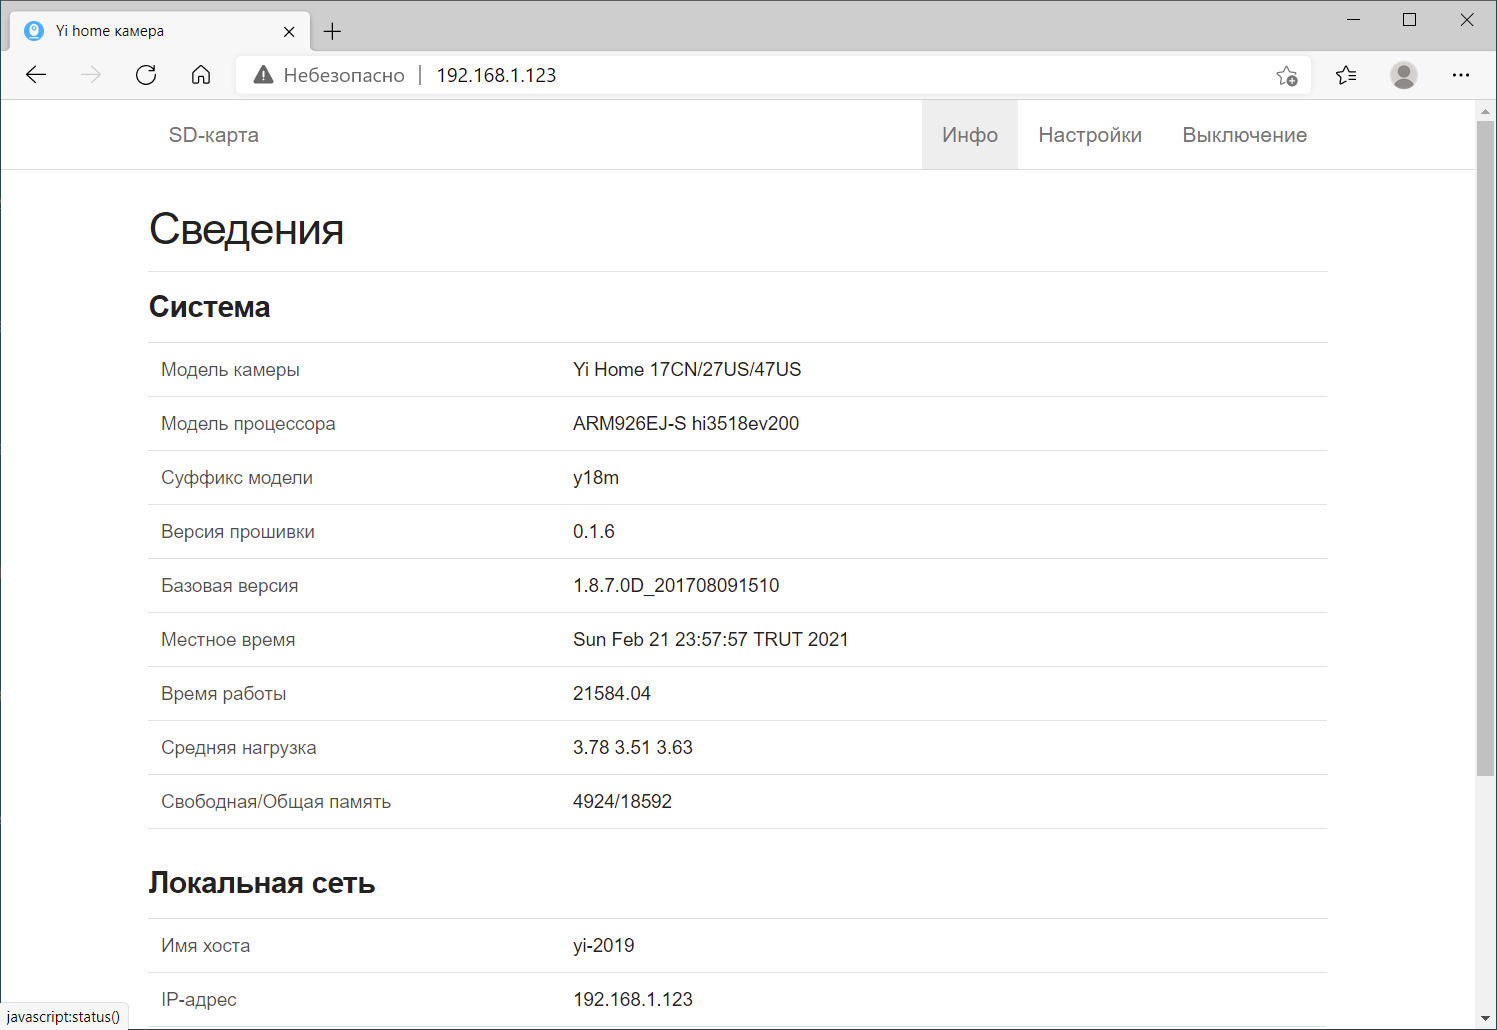 Yi home камера
Небезопасно | 192.168.1.123
SD-карта Инфо Настройки Выключение
Сведения
Система
Модель камеры Yi Home 17CN/27US/47US
Модель процессора ARM926EJ-S hi3518ev200
Суффикс модели y18m
Версия прошивки 0.1.6
Базовая версия 1.8.7.0D_201708091510
Местное время Sun Feb 21 23:57:57 TRUT 2021
Время работы 21584.04
Средняя нагрузка 3.78 3.51 3.63
Свободная/Общая память 4924/18592
Локальная сеть
Имя хоста yi-2019
IP-адрес 192.168.1.123
javascript:status()